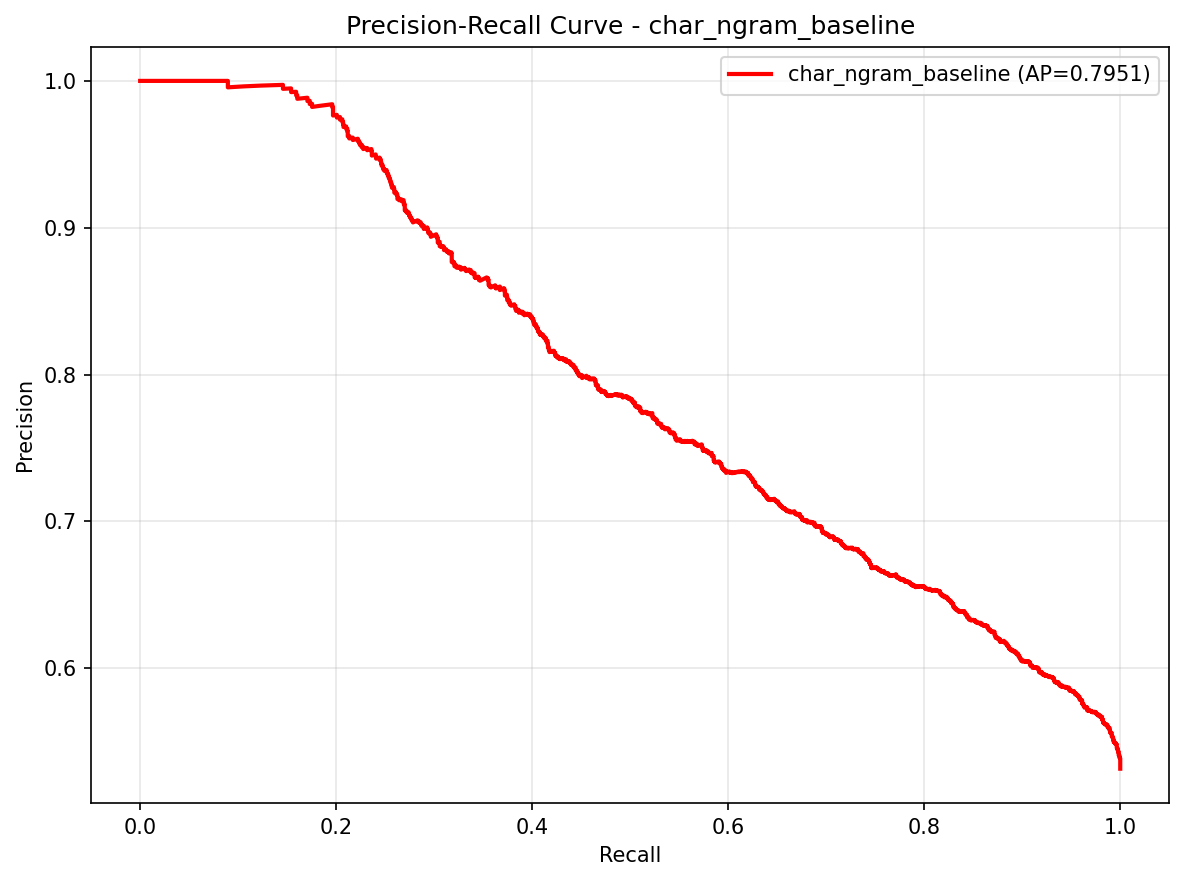 Precision-Recall Curve - char_ngram_baseline
char_ngram_baseline (AP=0.7951)
1.0
0.9
0.8
0.7
0.6
Precision
0.0 0.2 0.4 0.6 0.8 1.0
Recall